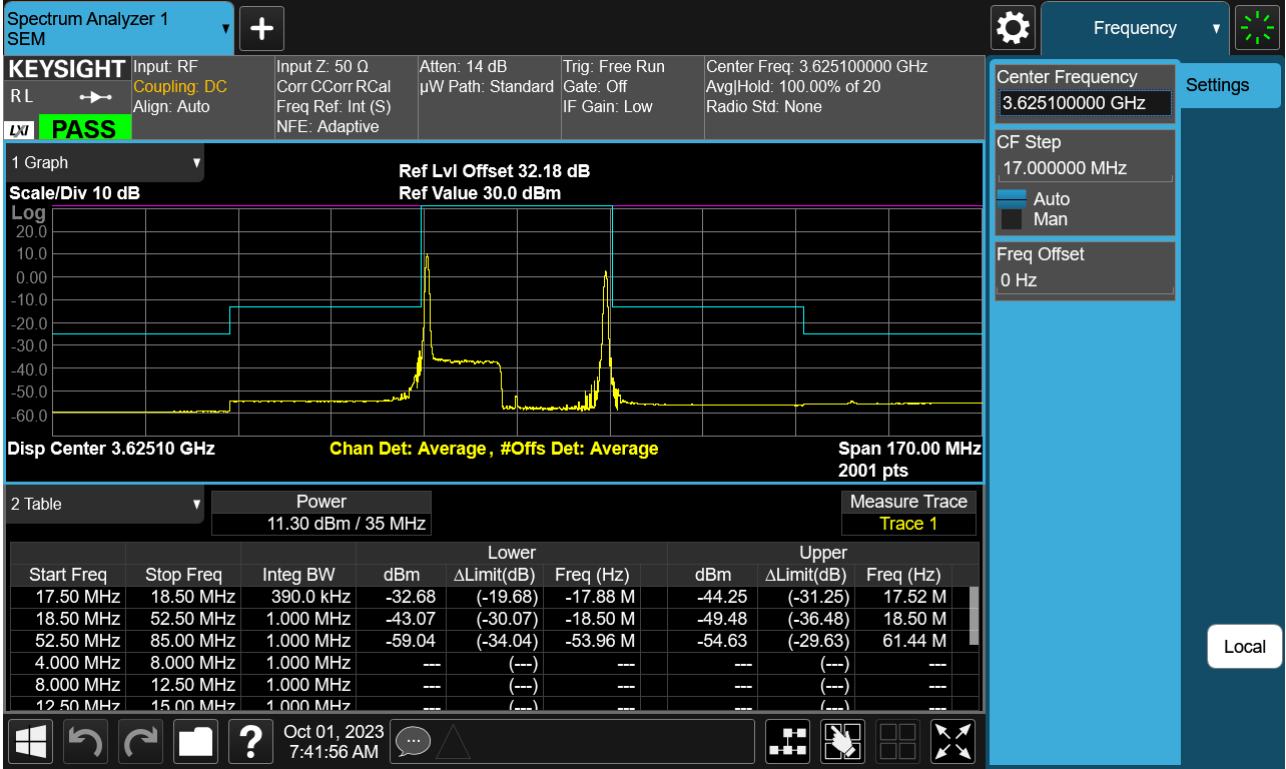 Spectrum Analyzer 1
SEM
Frequency
KEYSIGHT
RL
LXI
PASS
Input: RF
Coupling: DC
Align: Auto
Input Z: 50 Ω
Corr CCorr RCal
Freq Ref: Int (S)
NFE: Adaptive
Atten: 14 dB
µW Path: Standard
Trig: Free Run
Gate: Off
IF Gain: Low
Center Freq: 3.625100000 GHz
Avg|Hold: 100.00% of 20
Radio Std: None
Center Frequency
3.625100000 GHz
Settings
CF Step
17.000000 MHz
Auto
Man
Freq Offset
0 Hz
1 Graph
Ref Lvl Offset 32.18 dB
Scale/Div 10 dB
Ref Value 30.0 dBm
Log
20.0
10.0
0.00
-10.0
-20.0
-30.0
-40.0
-50.0
-60.0
Disp Center 3.62510 GHz
Chan Det: Average , #Offs Det: Average
Span 170.00 MHz
2001 pts
2 Table
Power
11.30 dBm / 35 MHz
Measure Trace
Trace 1
Lower Upper
Start Freq Stop Freq Integ BW dBm ∆Limit(dB) Freq (Hz) dBm ∆Limit(dB) Freq (Hz)
17.50 MHz 18.50 MHz 390.0 kHz -32.68 (-19.68) -17.88 M -44.25 (-31.25) 17.52 M
18.50 MHz 52.50 MHz 1.000 MHz -43.07 (-30.07) -18.50 M -49.48 (-36.48) 18.50 M
52.50 MHz 85.00 MHz 1.000 MHz -59.04 (-34.04) -53.96 M -54.63 (-29.63) 61.44 M
4.000 MHz 8.000 MHz 1.000 MHz --- (---) --- --- (---) ---
8.000 MHz 12.50 MHz 1.000 MHz --- (---) --- --- (---) ---
12.50 MHz 15.00 MHz 1.000 MHz --- (---) --- --- (---) ---
Local
?
Oct 01, 2023
7:41:56 AM